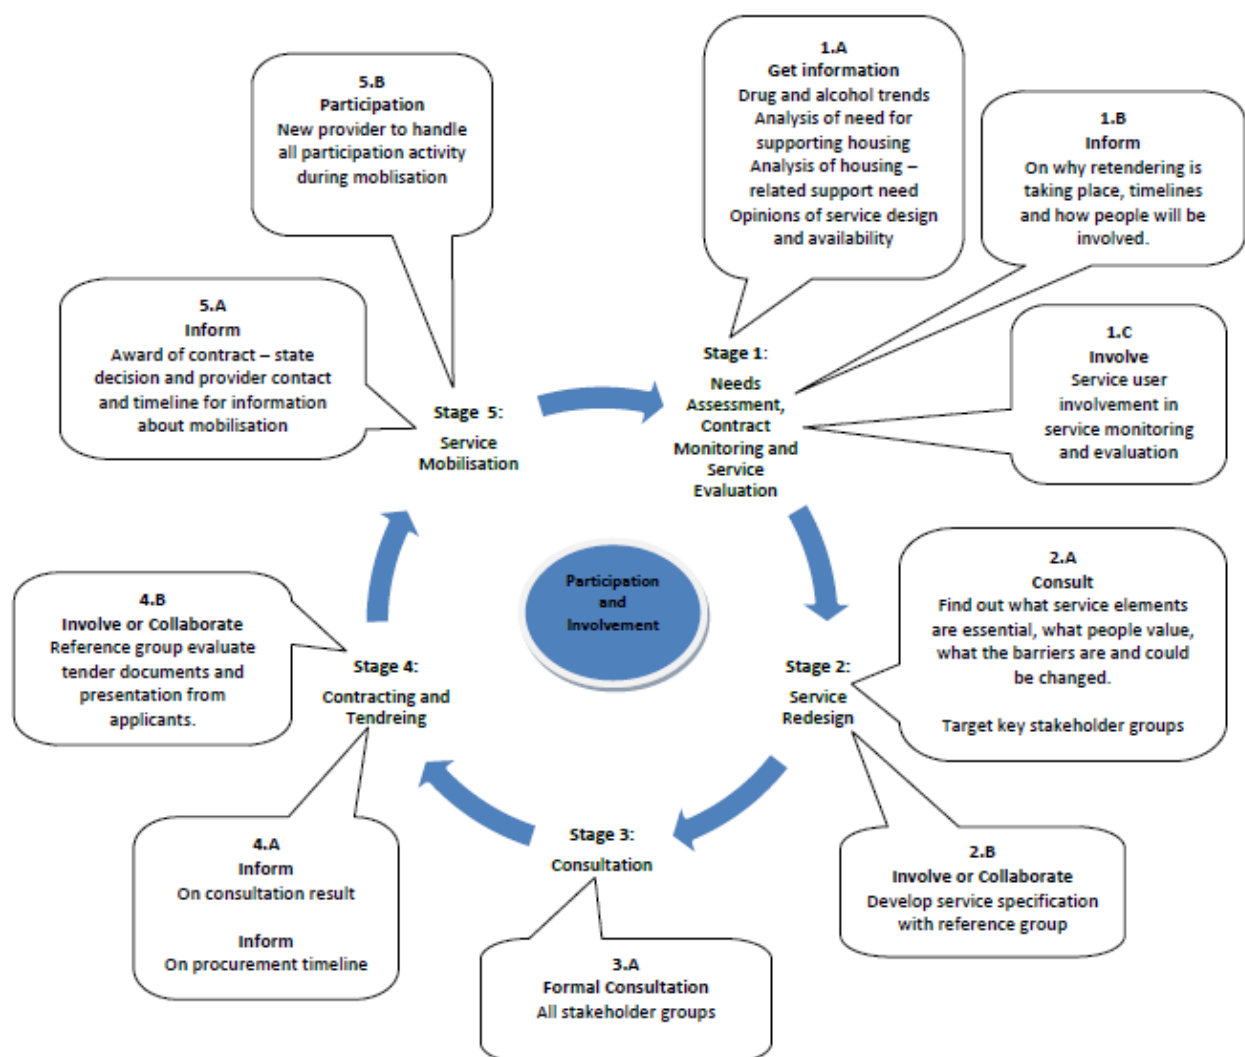 1.A
Get information
Drug and alcohol trends
Analysis of need for
supporting housing
Analysis of housing –
related support need
Opinions of service design
and availability
1.B
Inform
On why retendering is
taking place, timelines
and how people will be
involved.
1.C
Involve
Service user
involvement in
service monitoring
and evaluation
Stage 1:
Needs
Assessment,
Contract
Monitoring and
Service
Evaluation
2.A
Consult
Find out what service elements
are essential, what people value,
what the barriers are and could
be changed.
Target key stakeholder groups
Stage 2:
Service
Redesign
2.B
Involve or Collaborate
Develop service specification
with reference group
Stage 3:
Consultation
3.A
Formal Consultation
All stakeholder groups
Stage 4:
Contracting and
Tendreing
4.A
Inform
On consultation result
Inform
On procurement timeline
4.B
Involve or Collaborate
Reference group evaluate
tender documents and
presentation from
applicants.
Stage 5:
Service
Mobilisation
5.A
Inform
Award of contract – state
decision and provider contact
and timeline for information
about mobilisation
5.B
Participation
New provider to handle
all participation activity
during moblisation
Participation
and
Involvement